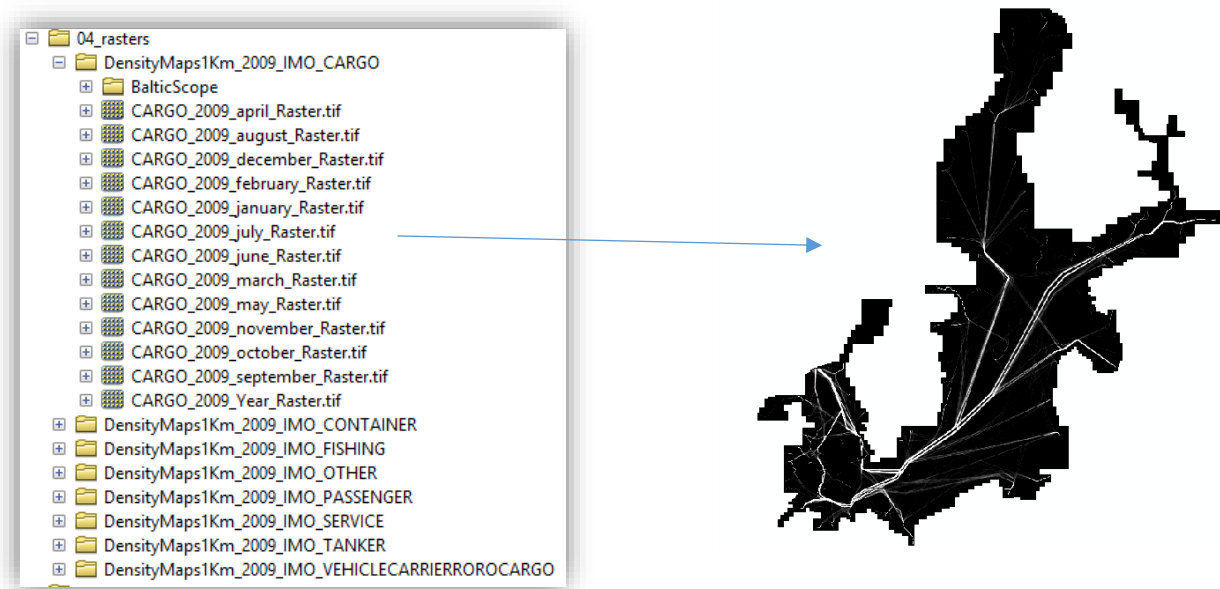 04_rasters
DensityMaps1Km_2009_IMO_CARGO
BalticScope
CARGO_2009_april_Raster.tif
CARGO_2009_august_Raster.tif
CARGO_2009_december_Raster.tif
CARGO_2009_february_Raster.tif
CARGO_2009_january_Raster.tif
CARGO_2009_july_Raster.tif
CARGO_2009_june_Raster.tif
CARGO_2009_march_Raster.tif
CARGO_2009_may_Raster.tif
CARGO_2009_november_Raster.tif
CARGO_2009_october_Raster.tif
CARGO_2009_september_Raster.tif
CARGO_2009_Year_Raster.tif
DensityMaps1Km_2009_IMO_CONTAINER
DensityMaps1Km_2009_IMO_FISHING
DensityMaps1Km_2009_IMO_OTHER
DensityMaps1Km_2009_IMO_PASSENGER
DensityMaps1Km_2009_IMO_SERVICE
DensityMaps1Km_2009_IMO_TANKER
DensityMaps1Km_2009_IMO_VEHICLECARRIERROROCARGO